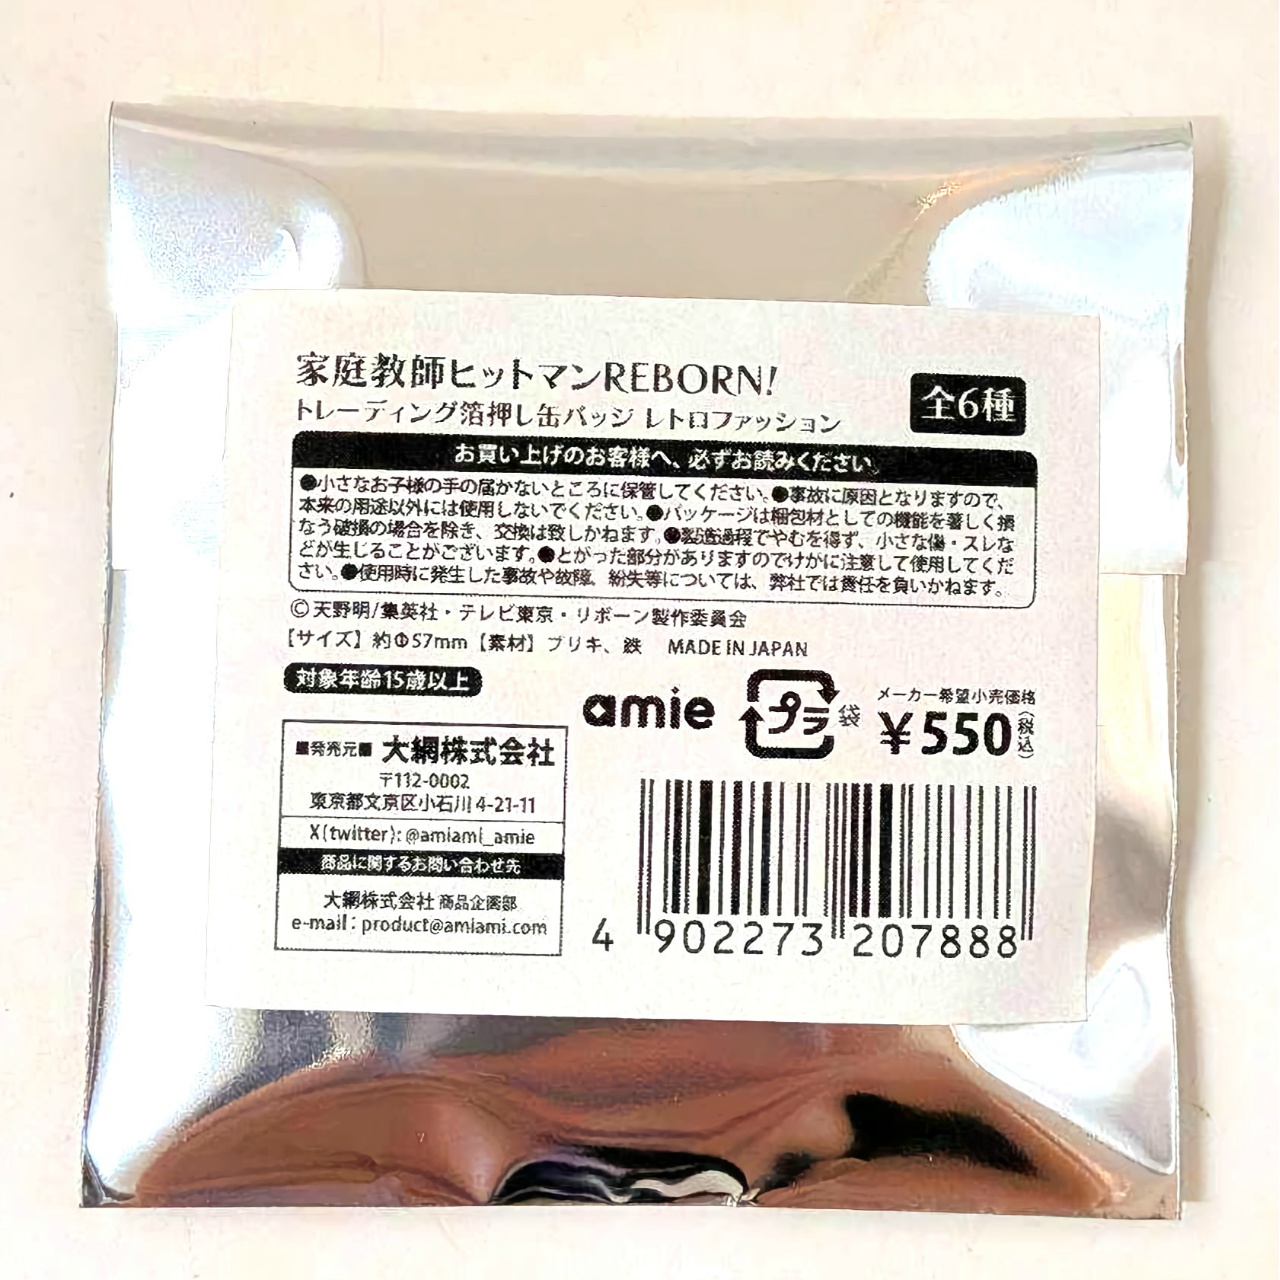 家庭教師ヒットマンREBORN!
トレーディング箔押し缶バッジ レトロファッション
全6種
お買い上げのお客様へ、必ずお読みください。
●小さなお子様の手の届かないところに保管してください。●事故に原因となりますので、
本来の用途以外には使用しないでください。●パッケージは梱包材としての機能を著しく損
なう破損の場合を除き、交換は致しかねます。●製造過程でやむを得ず、小さな傷・スレな
どが生じることがございます。●とがった部分がありますのでけがに注意して使用してくだ
さい。●使用時に発生した事故や故障、紛失等については、弊社では責任を負いかねます。
©天野明/集英社・テレビ東京・リボーン製作委員会
【サイズ】約Φ57mm【素材】ブリキ、鉄 MADE IN JAPAN
対象年齢15歳以上
amie
プラ
袋
メーカー希望小売価格
¥550(税込)
■発売元■ 大網株式会社
〒112-0002
東京都文京区小石川4-21-11
X(twitter):@amiami_amie
商品に関するお問い合わせ先
大網株式会社 商品企画部
e-mail:product@amiami.com
4 902273 207888